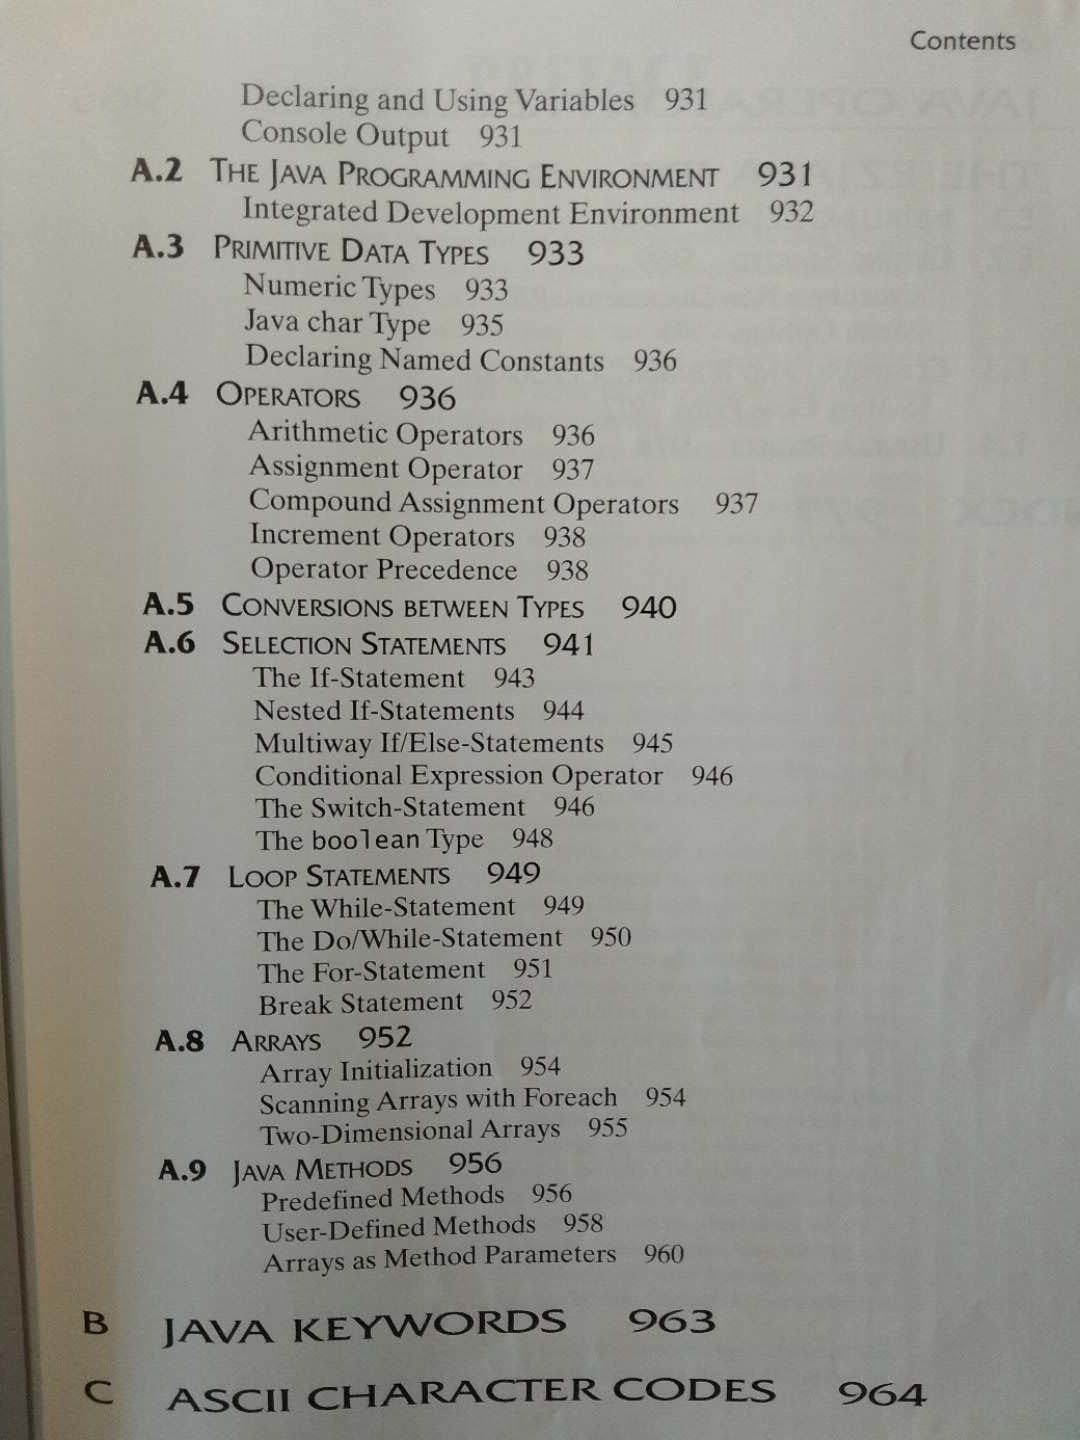 Contents
Declaring and Using Variables 931
Console Output 931
A.2 THE JAVA PROGRAMMING ENVIRONMENT 931
Integrated Development Environment 932
A.3 PRIMITIVE DATA TYPES 933
Numeric Types 933
Java char Type 935
Declaring Named Constants 936
A.4 OPERATORS 936
Arithmetic Operators 936
Assignment Operator 937
Compound Assignment Operators 937
Increment Operators 938
Operator Precedence 938
A.5 CONVERSIONS BETWEEN TYPES 940
A.6 SELECTION STATEMENTS 941
The If-Statement 943
Nested If-Statements 944
Multiway If/Else-Statements 945
Conditional Expression Operator 946
The Switch-Statement 946
The boolean Type 948
A.7 LOOP STATEMENTS 949
The While-Statement 949
The Do/While-Statement 950
The For-Statement 951
Break Statement 952
A.8 ARRAYS 952
Array Initialization 954
Scanning Arrays with Foreach 954
Two-Dimensional Arrays 955
A.9 JAVA METHODS 956
Predefined Methods 956
User-Defined Methods 958
Arrays as Method Parameters 960
B JAVA KEYWORDS 963
C ASCII CHARACTER CODES 964